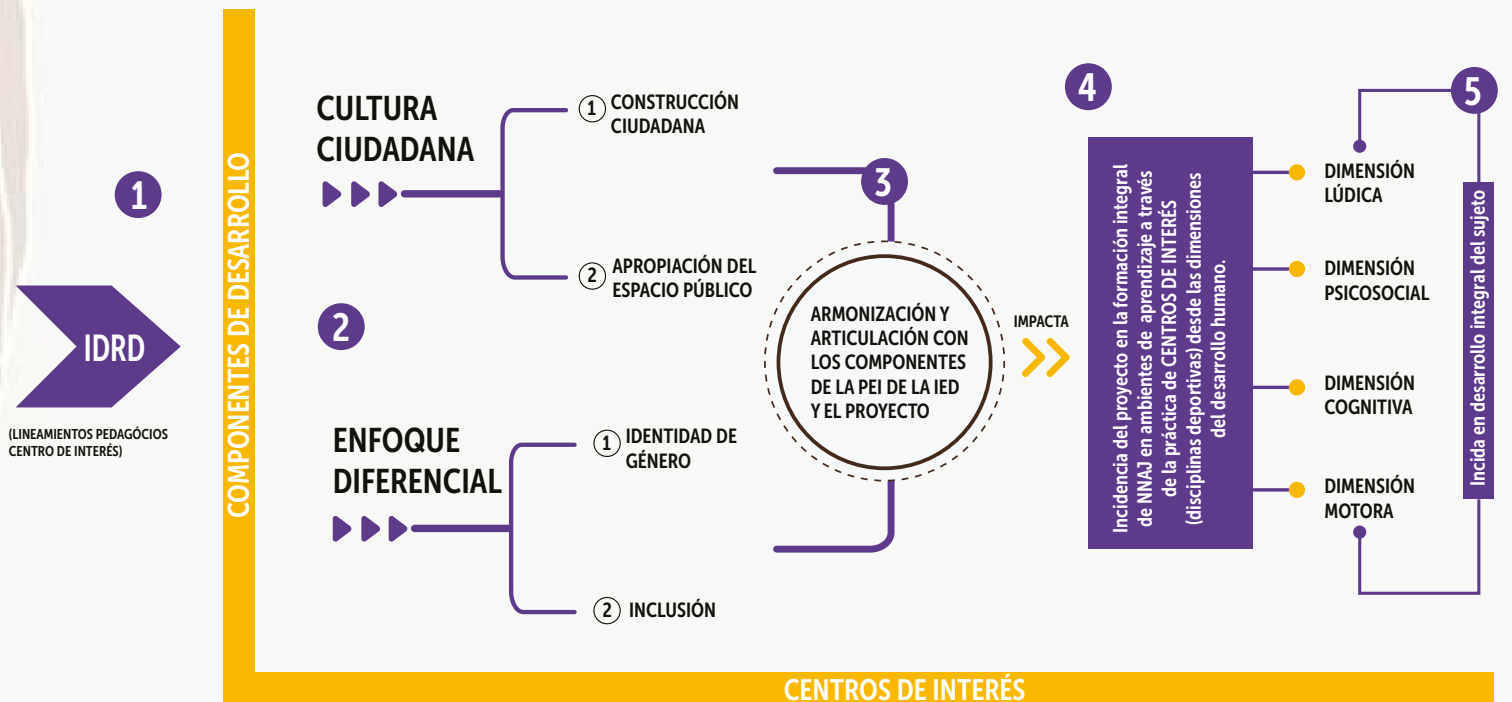 1
IDRD
(LINEAMIENTOS PEDAGÓCIOS
CENTRO DE INTERÉS)
COMPONENTES DE DESARROLLO
CULTURA
CIUDADANA
1 CONSTRUCCIÓN
CIUDADANA
2 APROPIACIÓN DEL
ESPACIO PÚBLICO
2
ENFOQUE
DIFERENCIAL
1 IDENTIDAD DE
GÉNERO
2 INCLUSIÓN
3
ARMONIZACIÓN Y
ARTICULACIÓN CON
LOS COMPONENTES
DE LA PEI DE LA IED
Y EL PROYECTO
IMPACTA
4
Incidencia del proyecto en la formación integral
de NNAJ en ambientes de aprendizaje a través
de la práctica de CENTROS DE INTERÉS
(disciplinas deportivas) desde las dimensiones
del desarrollo humano.
DIMENSIÓN
LÚDICA
DIMENSIÓN
PSICOSOCIAL
DIMENSIÓN
COGNITIVA
DIMENSIÓN
MOTORA
5
Incida en desarrollo integral del sujeto
CENTROS DE INTERÉS